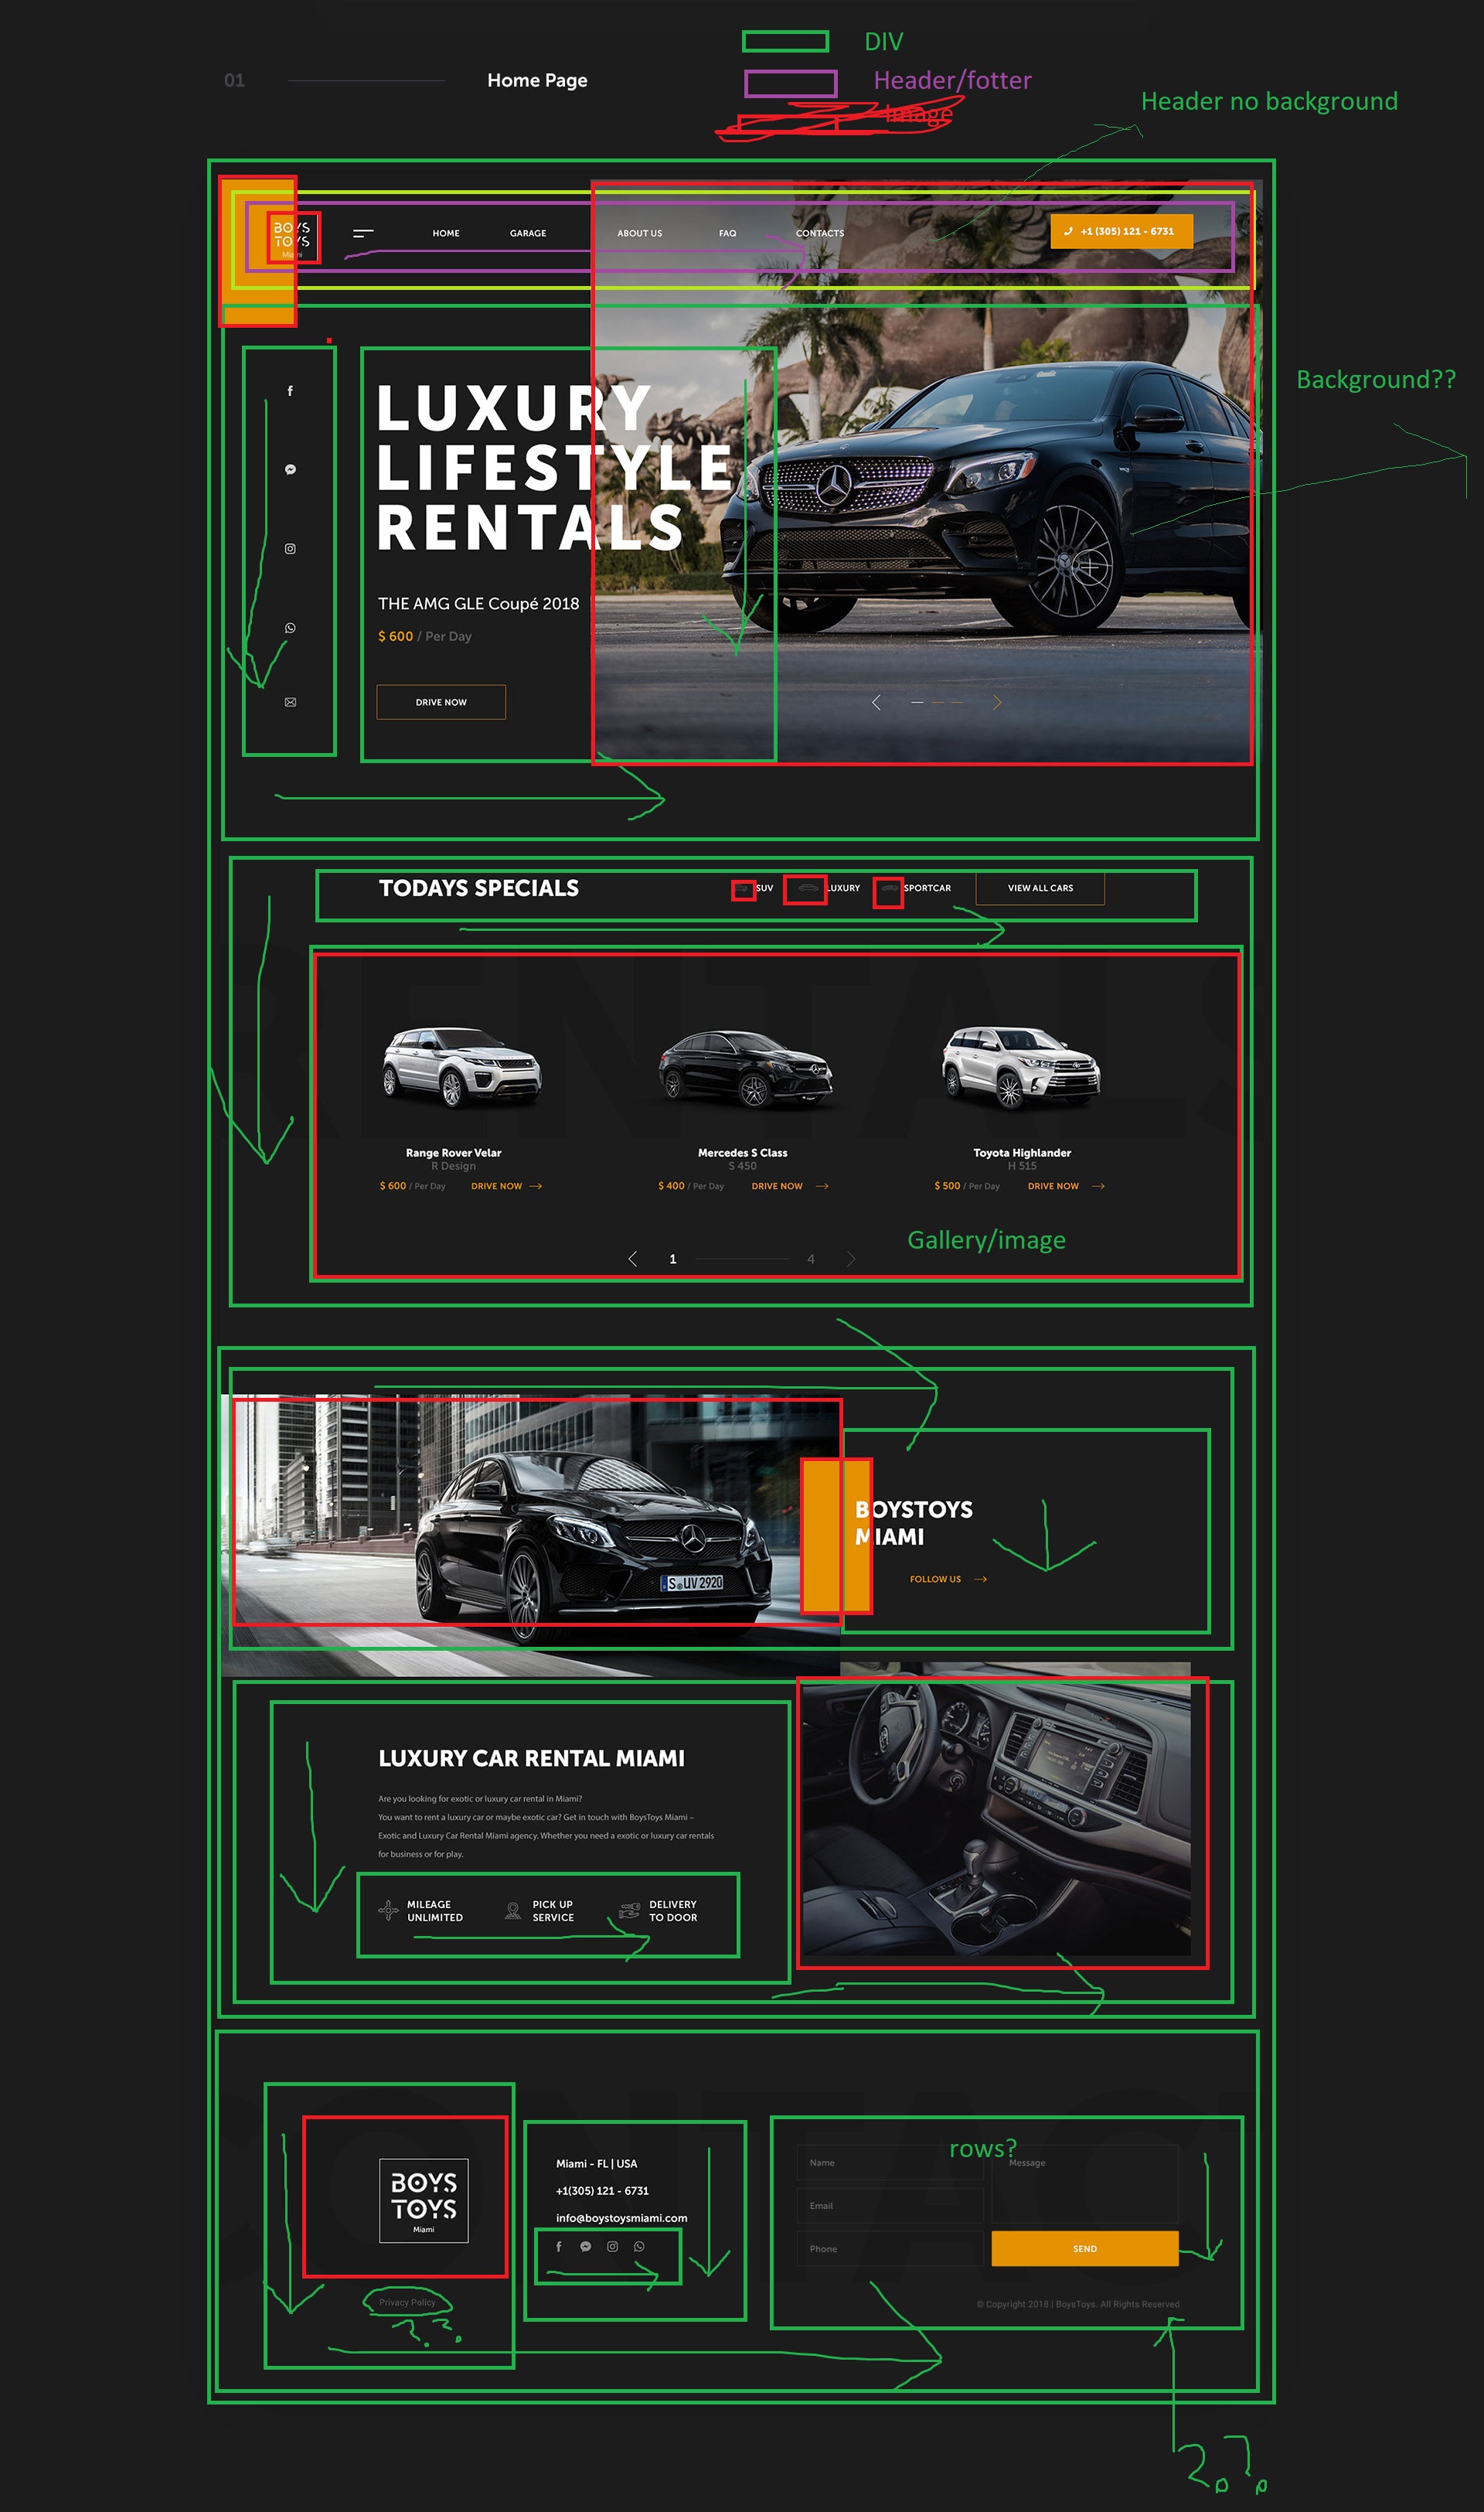 DIV
01
Home Page
Header/fotter
Header no background
Image
BOYS
TOYS
Miami
HOME
GARAGE
ABOUT US
FAQ
CONTACTS
+1 (305) 121 - 6731
Background??
LUXURY
LIFESTYLE
RENTALS
THE AMG GLE Coupé 2018
$ 600 / Per Day
DRIVE NOW
TODAYS SPECIALS
SUV
LUXURY
SPORTCAR
VIEW ALL CARS
RENTALS
Range Rover Velar
R Design
$ 600 / Per Day
DRIVE NOW
Mercedes S Class
S 450
$ 400 / Per Day
DRIVE NOW
Toyota Highlander
H 515
$ 500 / Per Day
DRIVE NOW
Gallery/image
1
4
S UV 2920
BOYSTOYS
MIAMI
FOLLOW US
LUXURY CAR RENTAL MIAMI
Are you looking for exotic or luxury car rental in Miami?
You want to rent a luxury car or maybe exotic car? Get in touch with BoysToys Miami –
Exotic and Luxury Car Rental Miami agency. Whether you need a exotic or luxury car rentals
for business or for play.
MILEAGE
UNLIMITED
PICK UP
SERVICE
DELIVERY
TO DOOR
CONTACT
BOYS
TOYS
Miami
Privacy Policy
??
Miami - FL | USA
+1(305) 121 - 6731
info@boystoysmiami.com
rows?
Name
Message
Email
Phone
SEND
© Copyright 2018 | BoysToys. All Rights Reserved
??